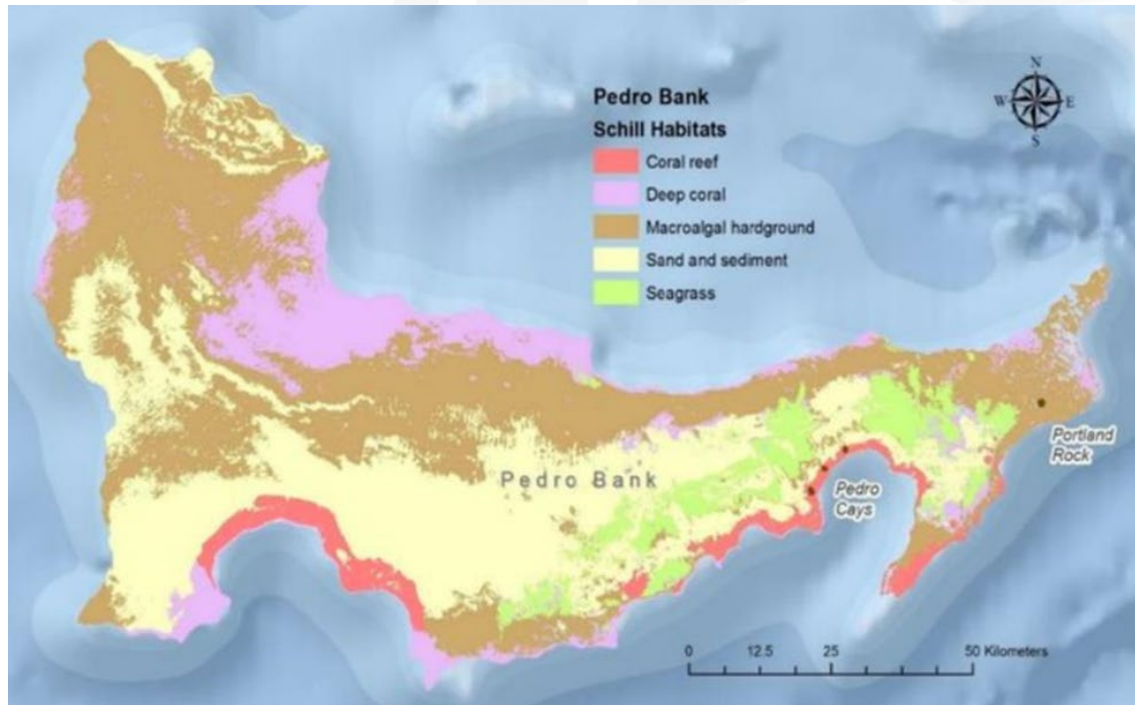 Pedro Bank
Schill Habitats
Coral reef
Deep coral
Macroalgal hardground
Sand and sediment
Seagrass
N
W E
S
Portland
Rock
Pedro Bank
Pedro
Cays
0 12.5 25 50 Kilometers